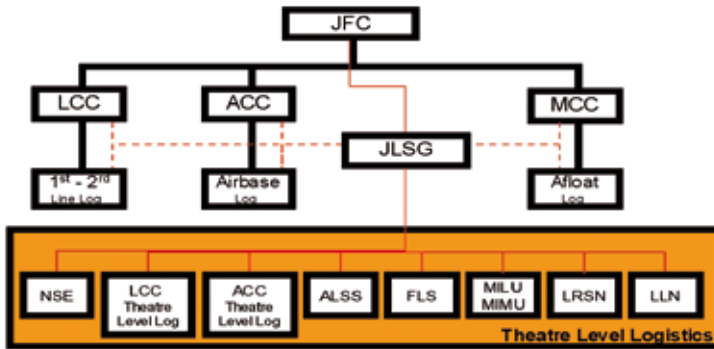 JFC
LCC
ACC
MCC
JLSG
1st - 2rd
Line Log
Airbase
Log
Afloat
Log
NSE
LCC
Theatre
Level Log
ACC
Theatre
Level Log
ALSS
FLS
MILU
MIMU
LRSN
LLN
Theatre Level Logistics